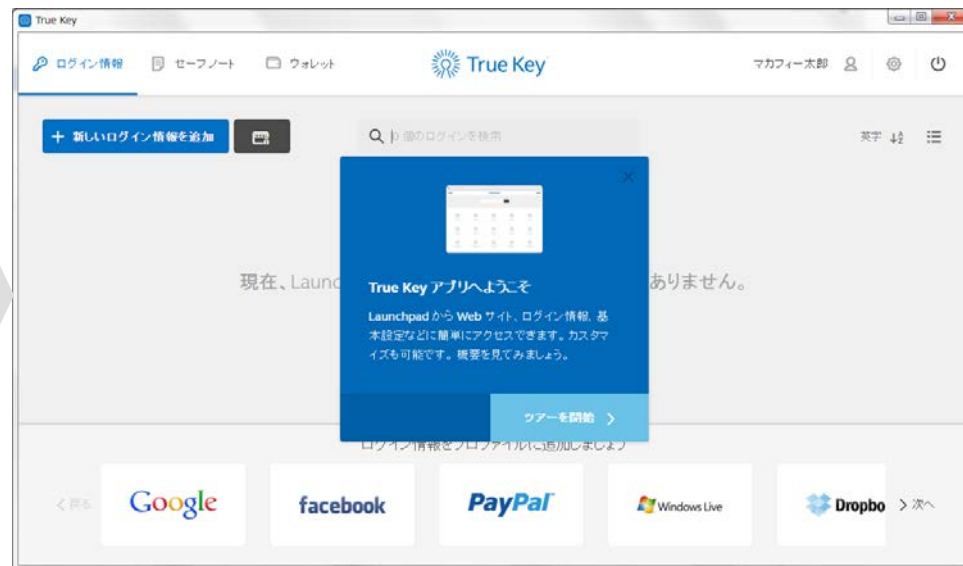 True Key
ログイン情報
セーフノート
ウォレット
True Key
マカフィー太郎
+ 新しいログイン情報を追加
0 個のログインを検索
英字
現在、Launc
ありません。
True Key アプリへようこそ
Launchpad から Web サイト、ログイン情報、基
本設定などに簡単にアクセスできます。カスタマ
イズも可能です。概要を見てみましょう。
ツアーを開始 >
ログイン情報をプロファイルに追加しましょう
< 戻る
Google
facebook
PayPal
Windows Live
Dropbo
> 次へ